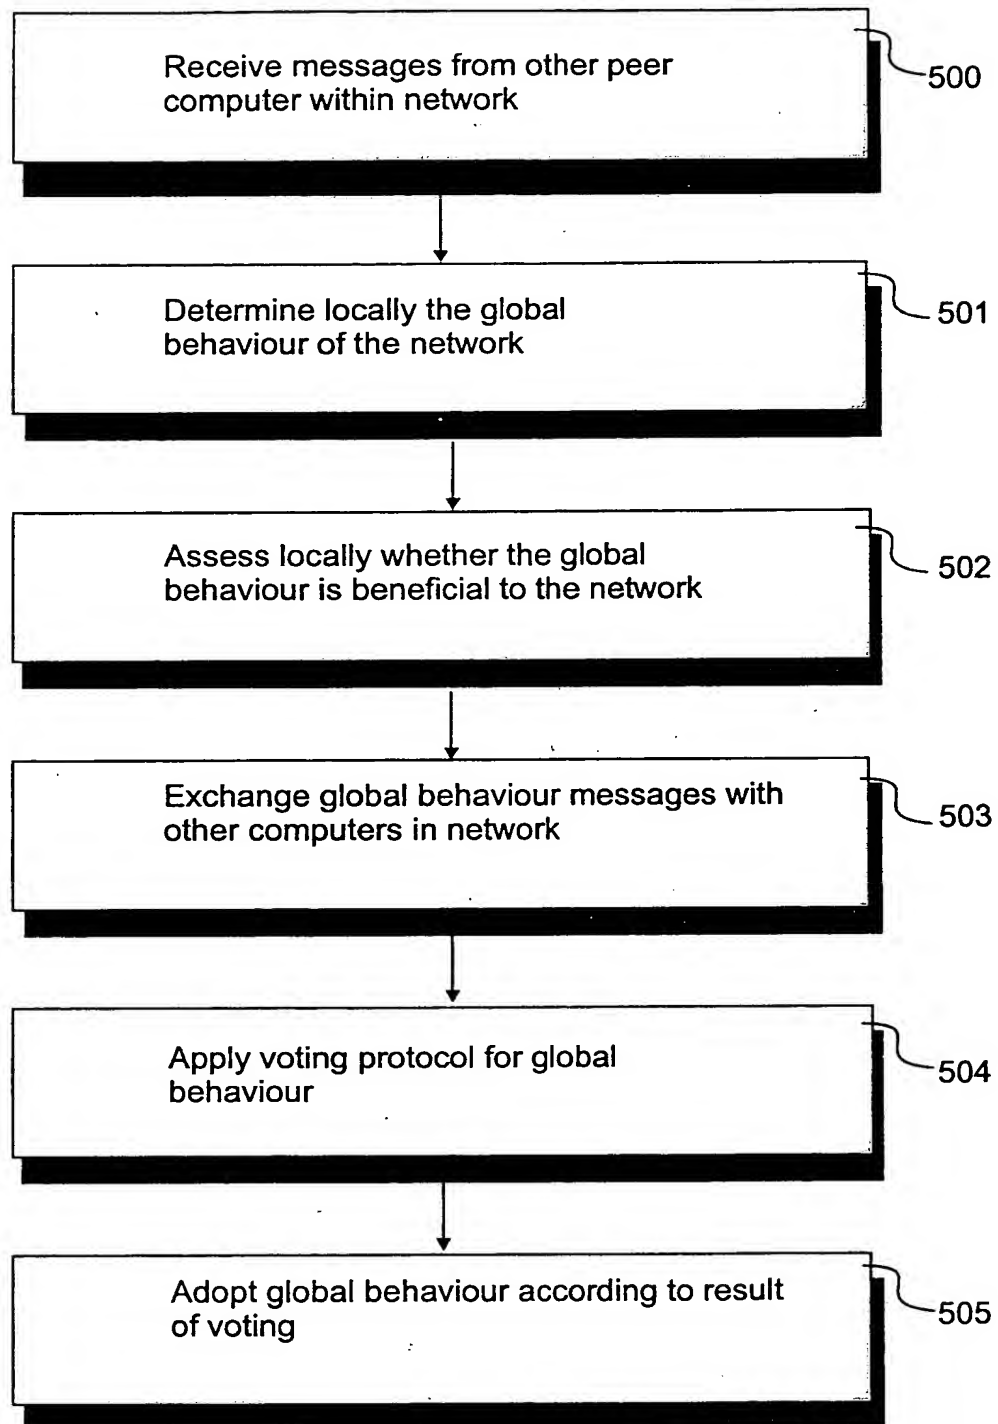 Receive messages from other peer
computer within network
500
Determine locally the global
behaviour of the network
501
Assess locally whether the global
behaviour is beneficial to the network
502
Exchange global behaviour messages with
other computers in network
503
Apply voting protocol for global
behaviour
504
Adopt global behaviour according to result
of voting
505